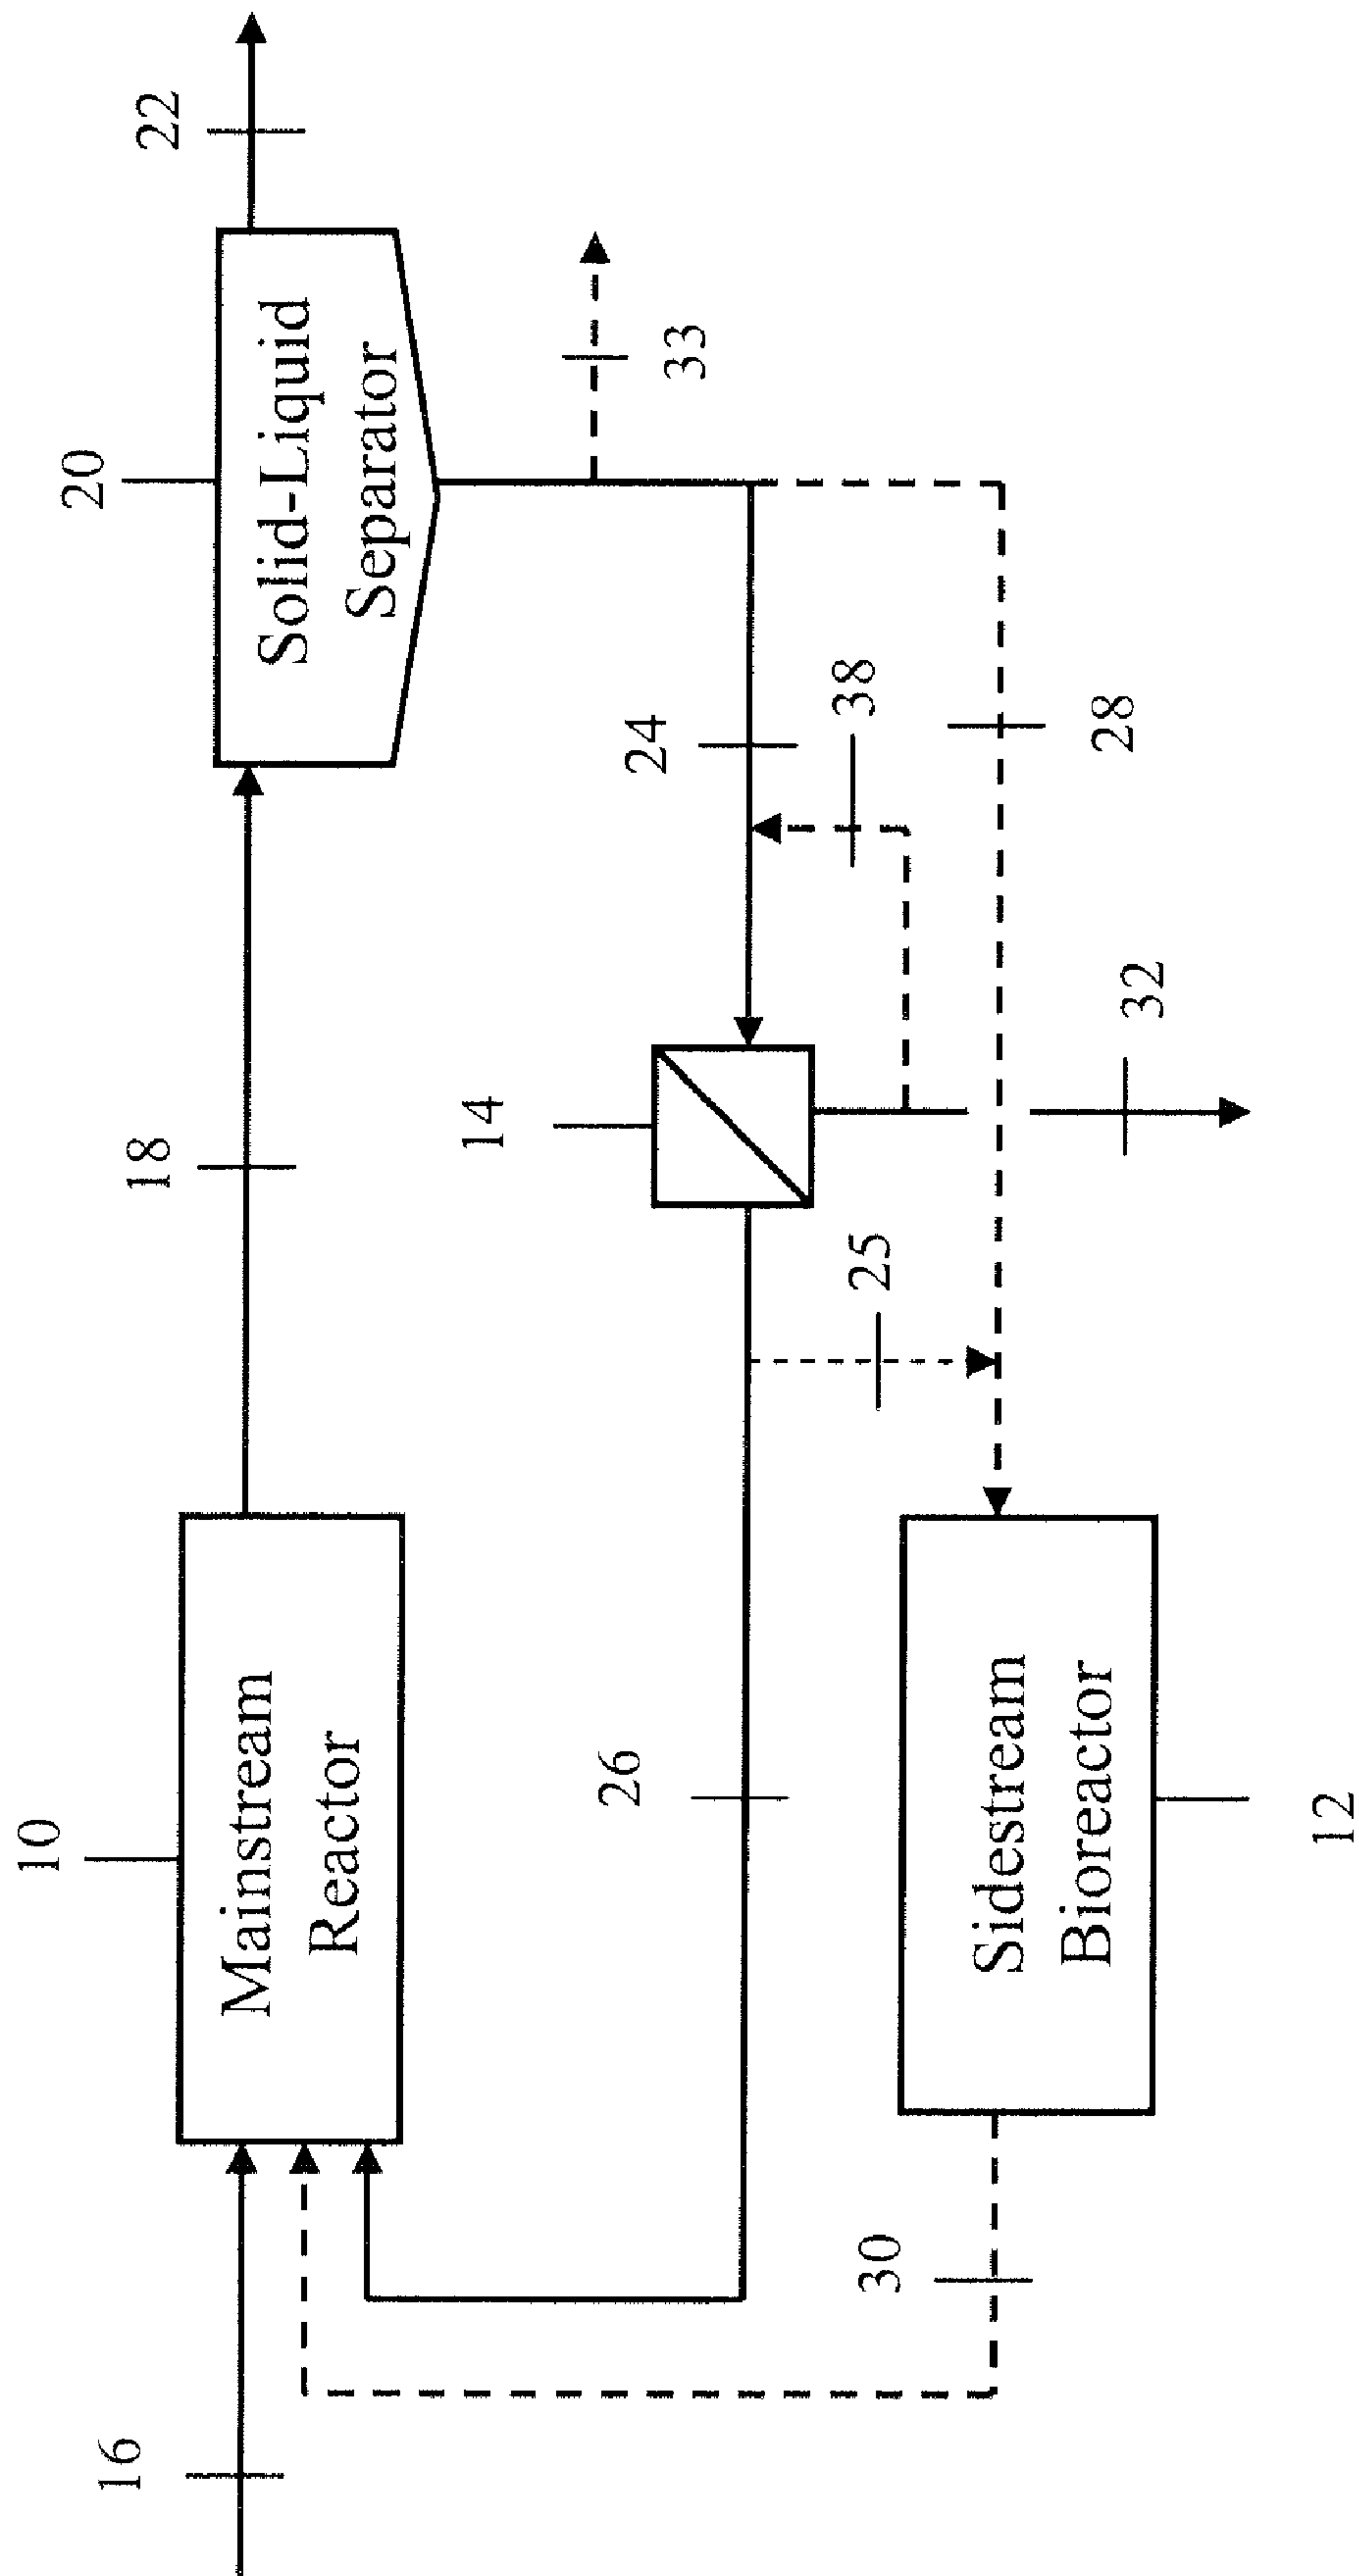 10
Mainstream
Reactor
16
18
20
Solid-Liquid
Separator
22
33
24
38
14
25
26
28
32
30
Sidestream
Bioreactor
12